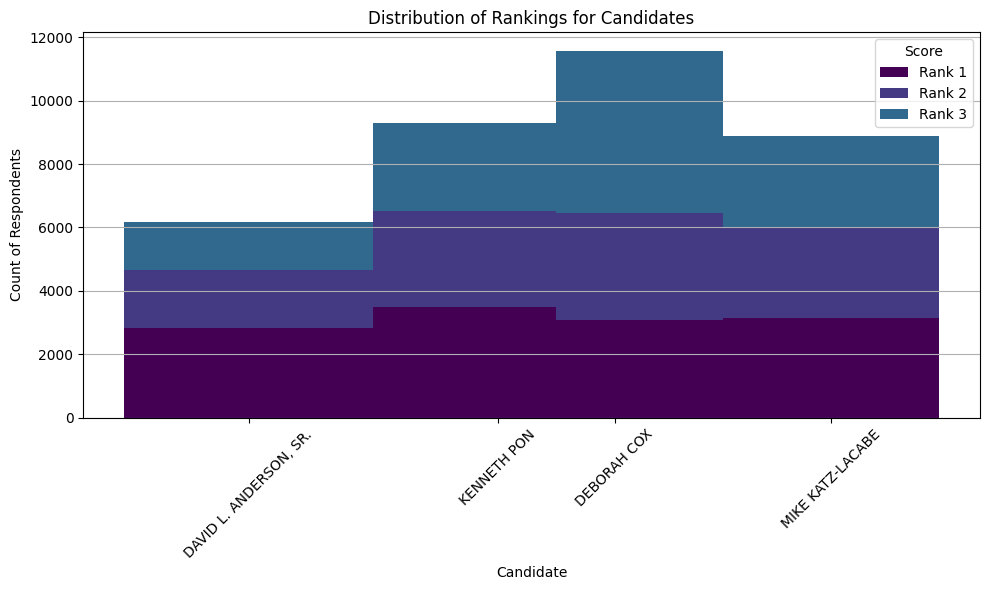 Distribution of Rankings for Candidates
Count of Respondents
12000
10000
8000
6000
4000
2000
0
Score
Rank 1
Rank 2
Rank 3
DAVID L. ANDERSON, SR.
KENNETH PON
DEBORAH COX
MIKE KATZ-LACABE
Candidate